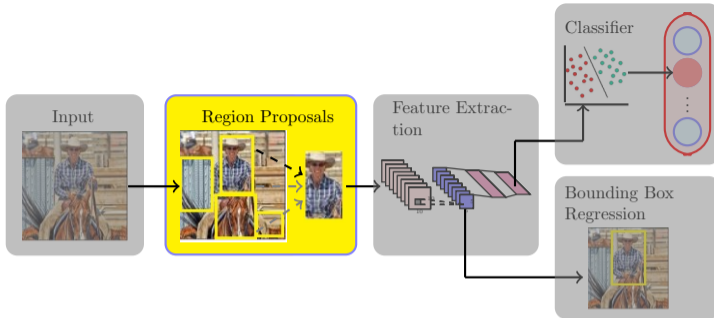 Input
Region Proposals
Feature Extrac-
tion
Classifier
Bounding Box
Regression